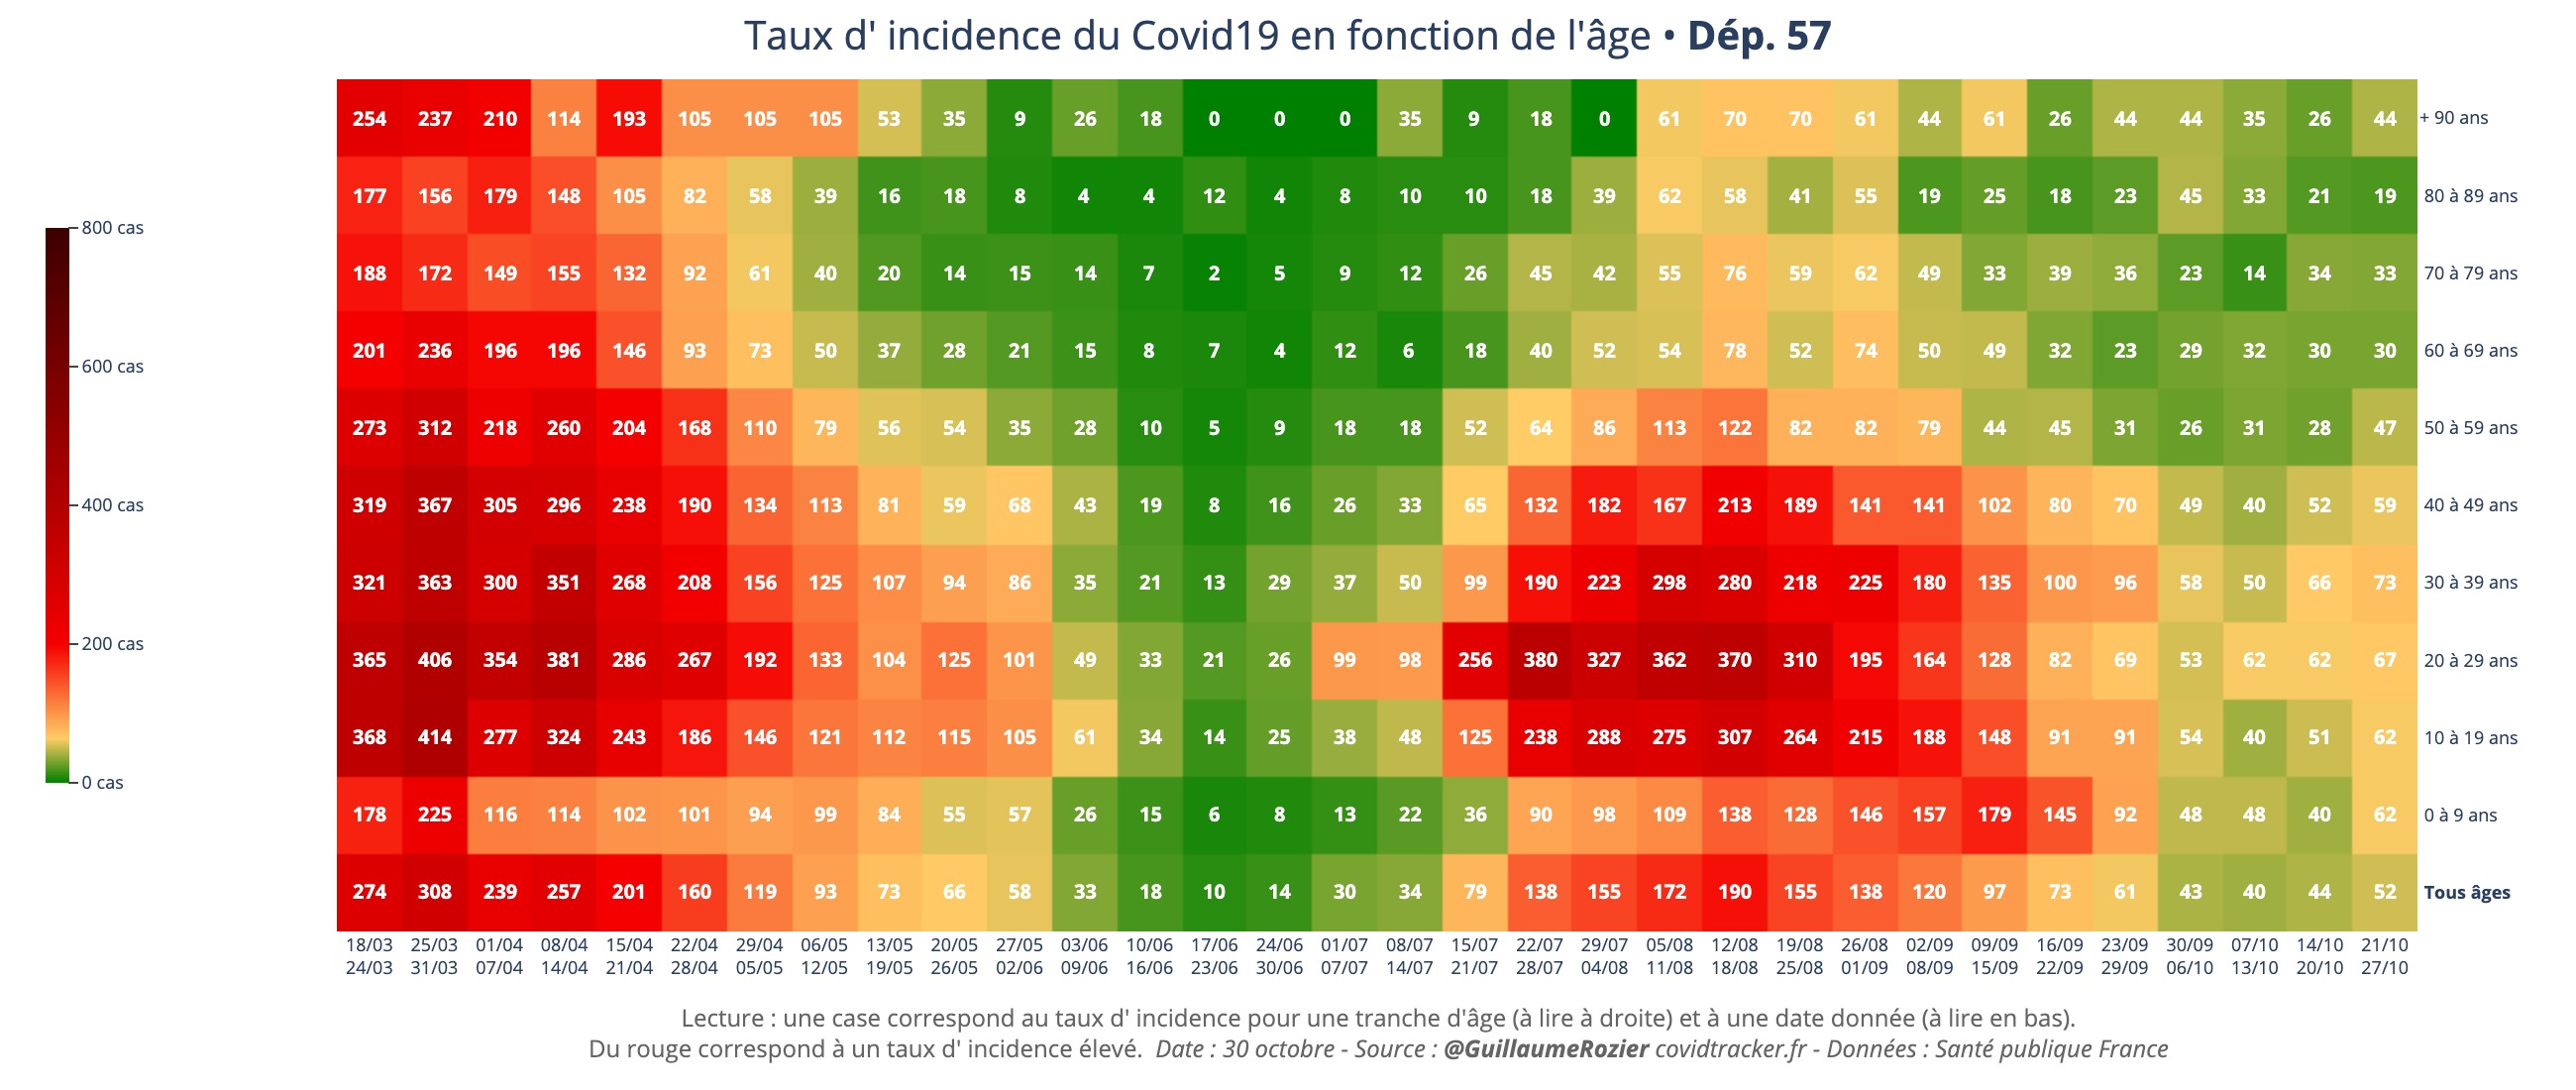 Taux d' incidence du Covid19 en fonction de l'âge • Dép. 57
800 cas
600 cas
400 cas
200 cas
0 cas
254 237 210 114 193 105 105 105 53 35 9 26 18 0 0 0 35 9 18 0 61 70 70 61 44 61 26 44 44 35 26 44 + 90 ans
177 156 179 148 105 82 58 39 16 18 8 4 4 12 4 8 10 10 18 39 62 58 41 55 19 25 18 23 45 33 21 19 80 à 89 ans
188 172 149 155 132 92 61 40 20 14 15 14 7 2 5 9 12 26 45 42 55 76 59 62 49 33 39 36 23 14 34 33 70 à 79 ans
201 236 196 196 146 93 73 50 37 28 21 15 8 7 4 12 6 18 40 52 54 78 52 74 50 49 32 23 29 32 30 30 60 à 69 ans
273 312 218 260 204 168 110 79 56 54 35 28 10 5 9 18 18 52 64 86 113 122 82 82 79 44 45 31 26 31 28 47 50 à 59 ans
319 367 305 296 238 190 134 113 81 59 68 43 19 8 16 26 33 65 132 182 167 213 189 141 141 102 80 70 49 40 52 59 40 à 49 ans
321 363 300 351 268 208 156 125 107 94 86 35 21 13 29 37 50 99 190 223 298 280 218 225 180 135 100 96 58 50 66 73 30 à 39 ans
365 406 354 381 286 267 192 133 104 125 101 49 33 21 26 99 98 256 380 327 362 370 310 195 164 128 82 69 53 62 62 67 20 à 29 ans
368 414 277 324 243 186 146 121 112 115 105 61 34 14 25 38 48 125 238 288 275 307 264 215 188 148 91 91 54 40 51 62 10 à 19 ans
178 225 116 114 102 101 94 99 84 55 57 26 15 6 8 13 22 36 90 98 109 138 128 146 157 179 145 92 48 48 40 62 0 à 9 ans
274 308 239 257 201 160 119 93 73 66 58 33 18 10 14 30 34 79 138 155 172 190 155 138 120 97 73 61 43 40 44 52 Tous âges
18/03 25/03 01/04 08/04 15/04 22/04 29/04 06/05 13/05 20/05 27/05 03/06 10/06 17/06 24/06 01/07 08/07 15/07 22/07 29/07 05/08 12/08 19/08 26/08 02/09 09/09 16/09 23/09 30/09 07/10 14/10 21/10
24/03 31/03 07/04 14/04 21/04 28/04 05/05 12/05 19/05 26/05 02/06 09/06 16/06 23/06 30/06 07/07 14/07 21/07 28/07 04/08 11/08 18/08 25/08 01/09 08/09 15/09 22/09 29/09 06/10 13/10 20/10 27/10
Lecture : une case correspond au taux d' incidence pour une tranche d'âge (à lire à droite) et à une date donnée (à lire en bas).
Du rouge correspond à un taux d' incidence élevé. Date : 30 octobre - Source : @GuillaumeRozier covidtracker.fr - Données : Santé publique France